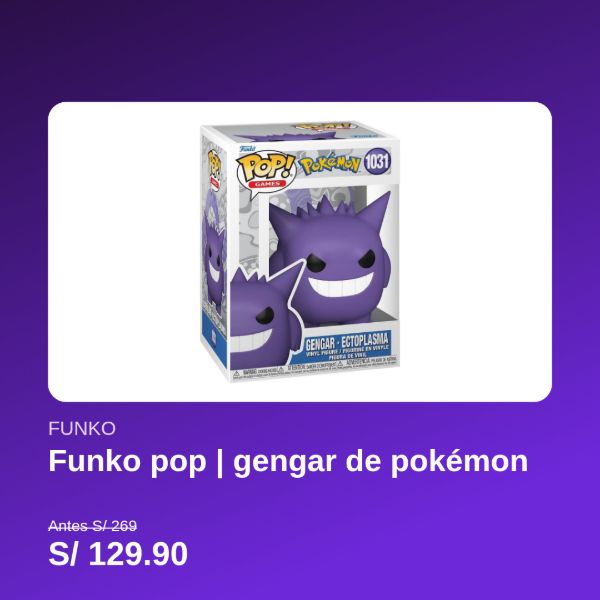 Funko
POP!
GAMES
POKéMON
1031
POP!
GENGAR · ECTOPLASMA
VINYL FIGURE / FIGURINE EN VINYLE
FIGURA DE VINIL
FUNKO
Funko pop | gengar de pokémon
Antes S/ 269
S/ 129.90